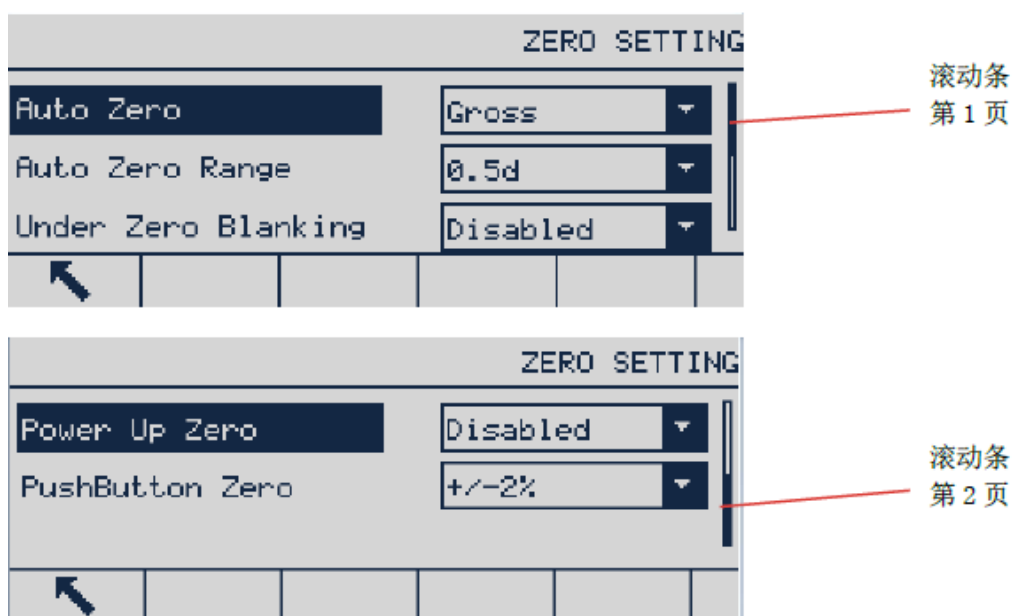 ZERO SETTING
Auto Zero
Gross
Auto Zero Range
0.5d
Under Zero Blanking
Disabled
滚动条
第 1 页
ZERO SETTING
Power Up Zero
Disabled
PushButton Zero
+/-2%
滚动条
第 2 页